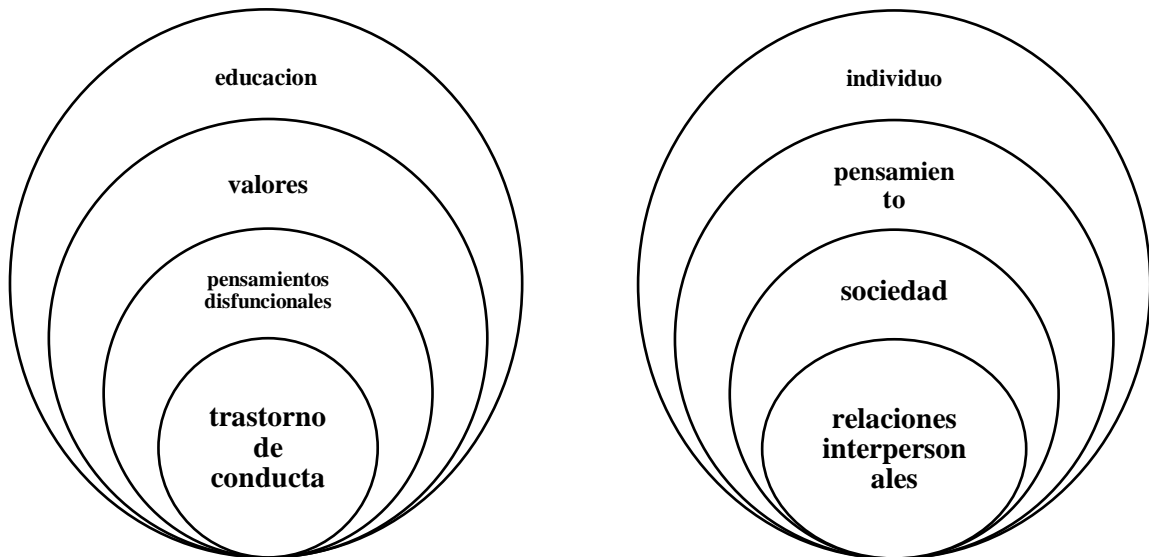 educacion
valores
pensamientos
disfuncionales
trastorno
de
conducta
individuo
pensamien
to
sociedad
relaciones
interperson
ales